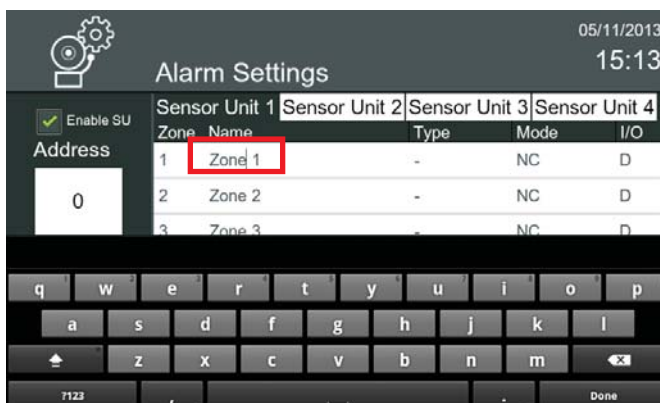 05/11/2013
15:13
Alarm Settings
Enable SU
Sensor Unit 1 Sensor Unit 2 Sensor Unit 3 Sensor Unit 4
Zone Name Type Mode I/O
Address
1 Zone 1 - NC D
0
2 Zone 2 - NC D
3 Zone 3 - NC D
q w e r t y u i o p
a s d f g h j k l
z x c v b n m
?123 , . Done